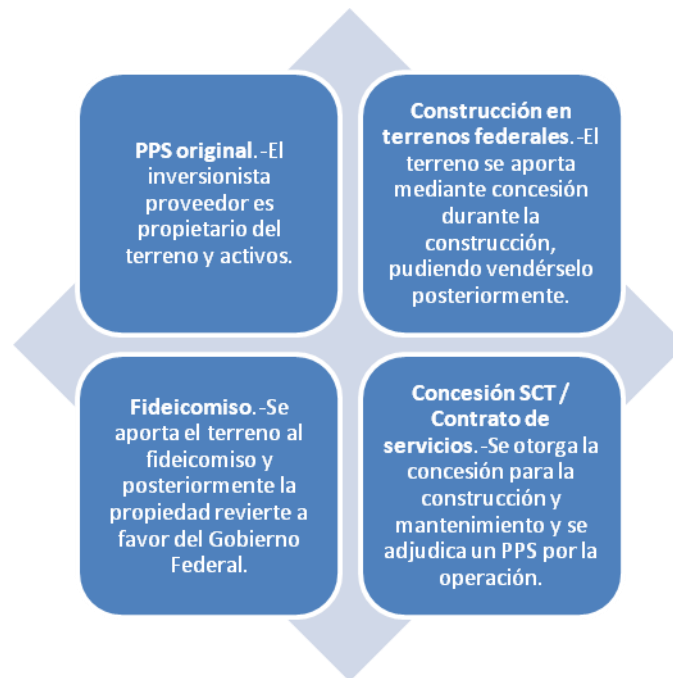 PPS original.-El
inversionista
proveedor es
propietario del
terreno y activos.
Construcción en
terrenos federales.-El
terreno se aporta
mediante concesión
durante la
construcción,
pudiendo vendérselo
posteriormente.
Fideicomiso.-Se
aporta el terreno al
fideicomiso y
posteriormente la
propiedad revierte a
favor del Gobierno
Federal.
Concesión SCT /
Contrato de
servicios.-Se otorga la
concesión para la
construcción y
mantenimiento y se
adjudica un PPS por la
operación.